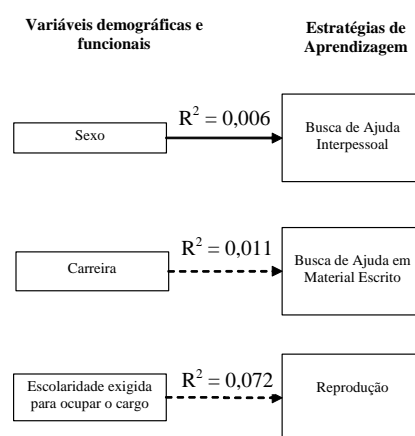 Variáveis demográficas e
funcionais
Estratégias de
Aprendizagem
Sexo
R² = 0,006
Busca de Ajuda
Interpessoal
Carreira
R² = 0,011
Busca de Ajuda em
Material Escrito
Escolaridade exigida
para ocupar o cargo
R² = 0,072
Reprodução